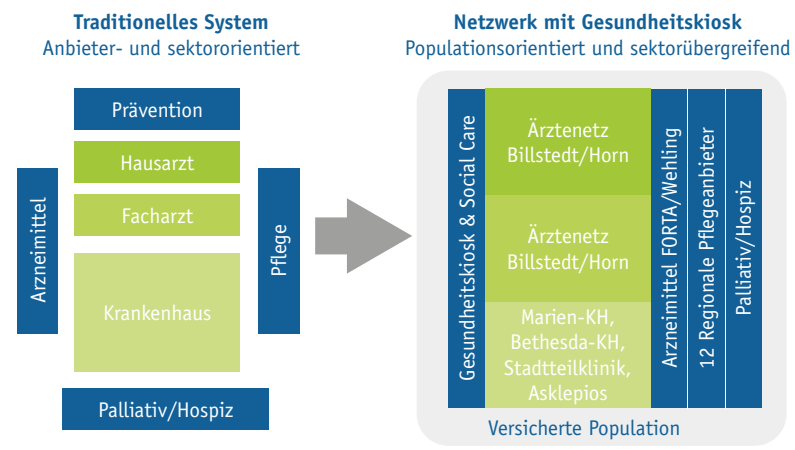 Traditionelles System
Anbieter- und sektororientiert
Prävention
Hausarzt
Facharzt
Krankenhaus
Arzneimittel
Pflege
Palliativ/Hospiz
Netzwerk mit Gesundheitskiosk
Populationsorientiert und sektorübergreifend
Gesundheitskiosk & Social Care
Ärztenetz
Billstedt/Horn
Ärztenetz
Billstedt/Horn
Marien-KH,
Bethesda-KH,
Stadtteilklinik,
Asklepios
Arzneimittel FORTA/Wehling
12 Regionale Pflegeanbieter
Palliativ/Hospiz
Versicherte Population